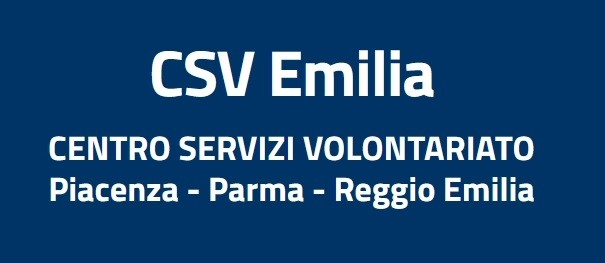 CSV Emilia
CENTRO SERVIZI VOLONTARIATO
Piacenza - Parma - Reggio Emilia